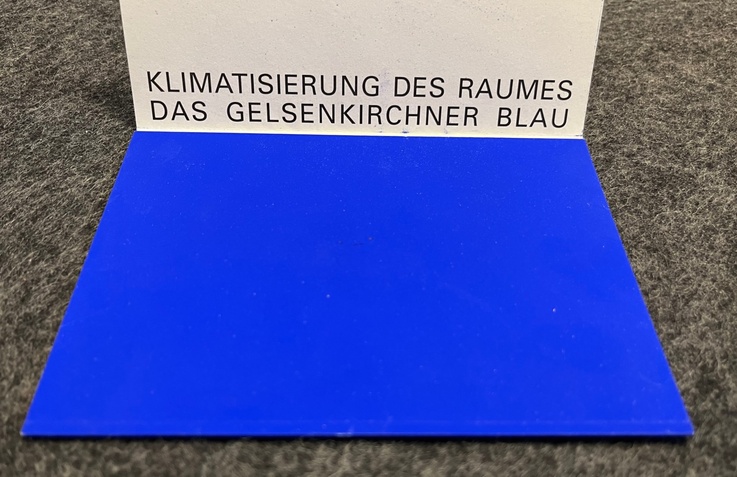 KLIMATISIERUNG DES RAUMES
DAS GELSENKIRCHNER BLAU